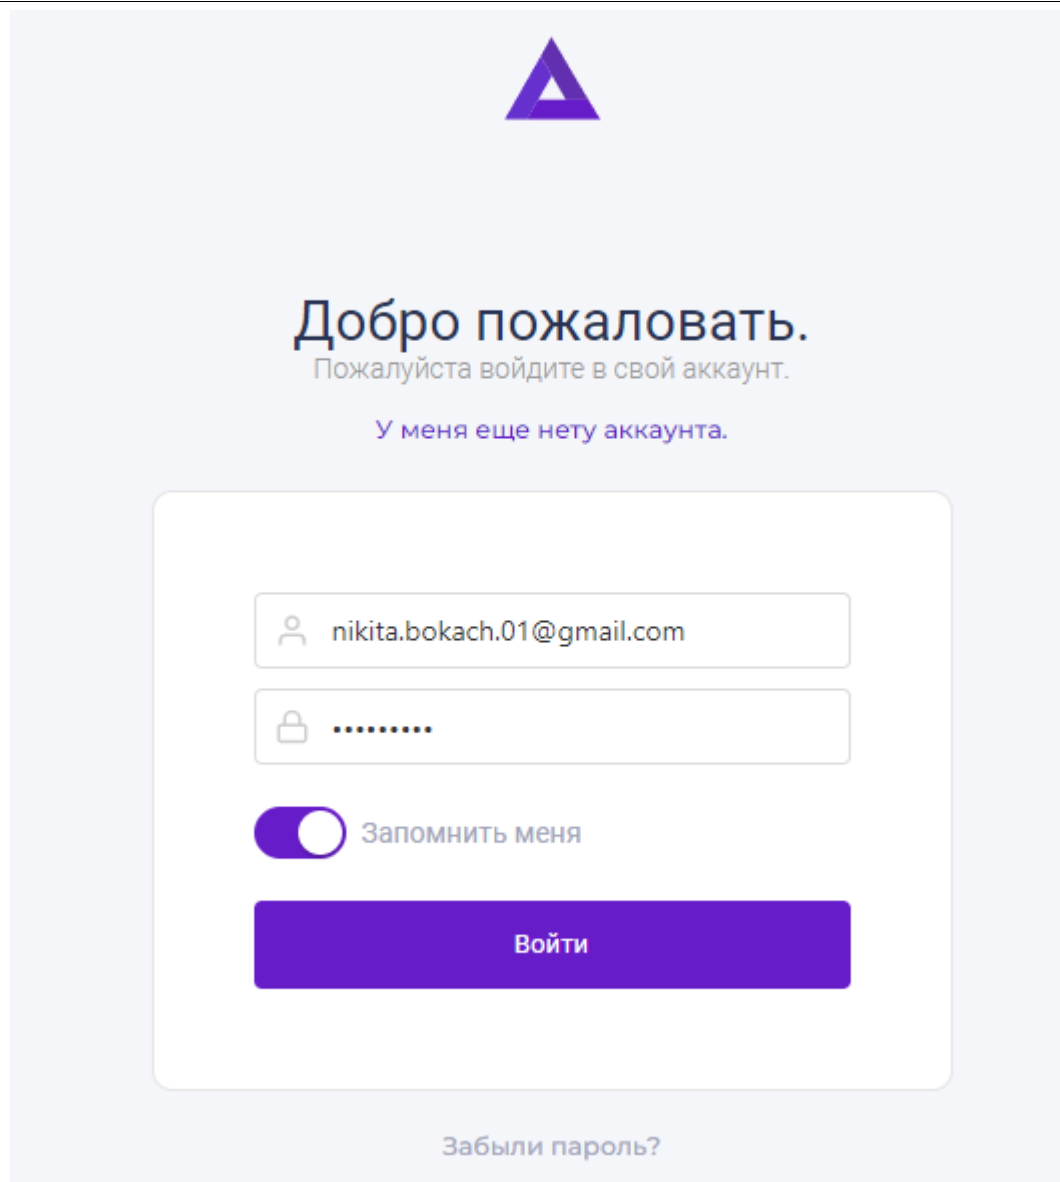 Добро пожаловать.
Пожалуйста войдите в свой аккаунт.
У меня еще нету аккаунта.
nikita.bokach.01@gmail.com
•••••••••
Запомнить меня
Войти
Забыли пароль?